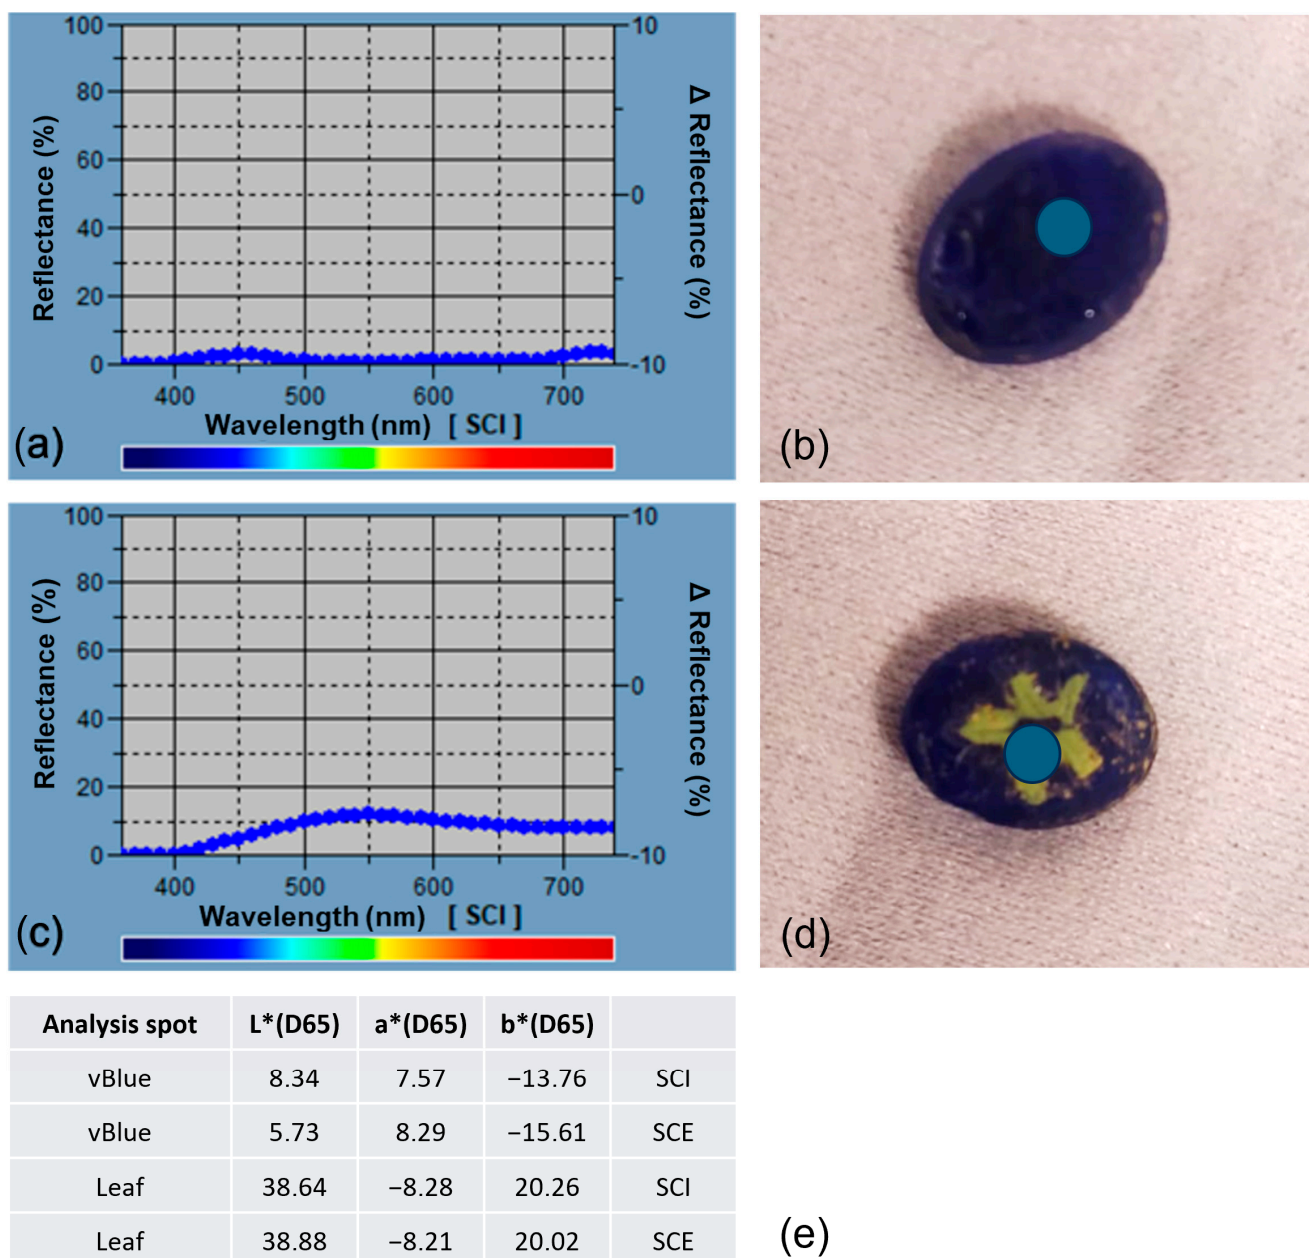 100
80
60
40
20
0
10
0
-10
Reflectance (%)
Δ Reflectance (%)
400 500 600 700
Wavelength (nm) [ SCI ]
(a)
(b)
100
80
60
40
20
0
10
0
-10
Reflectance (%)
Δ Reflectance (%)
400 500 600 700
Wavelength (nm) [ SCI ]
(c)
(d)
Analysis spot L*(D65) a*(D65) b*(D65)
vBlue 8.34 7.57 −13.76 SCI
vBlue 5.73 8.29 −15.61 SCE
Leaf 38.64 −8.28 20.26 SCI
Leaf 38.88 −8.21 20.02 SCE
(e)